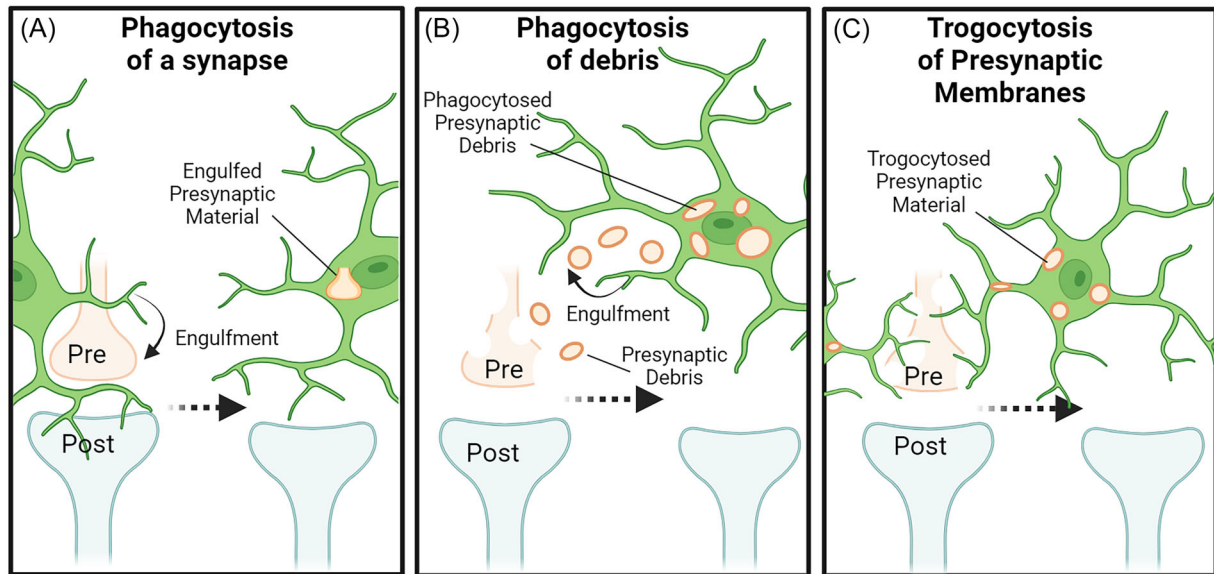 (A)
Phagocytosis
of a synapse
Engulfed
Presynaptic
Material
Engulfment
Pre
Post
(B)
Phagocytosis
of debris
Phagocytosed
Presynaptic
Debris
Engulfment
Presynaptic
Debris
Pre
Post
(C)
Trogocytosis
of Presynaptic
Membranes
Trogocytosed
Presynaptic
Material
Pre
Post